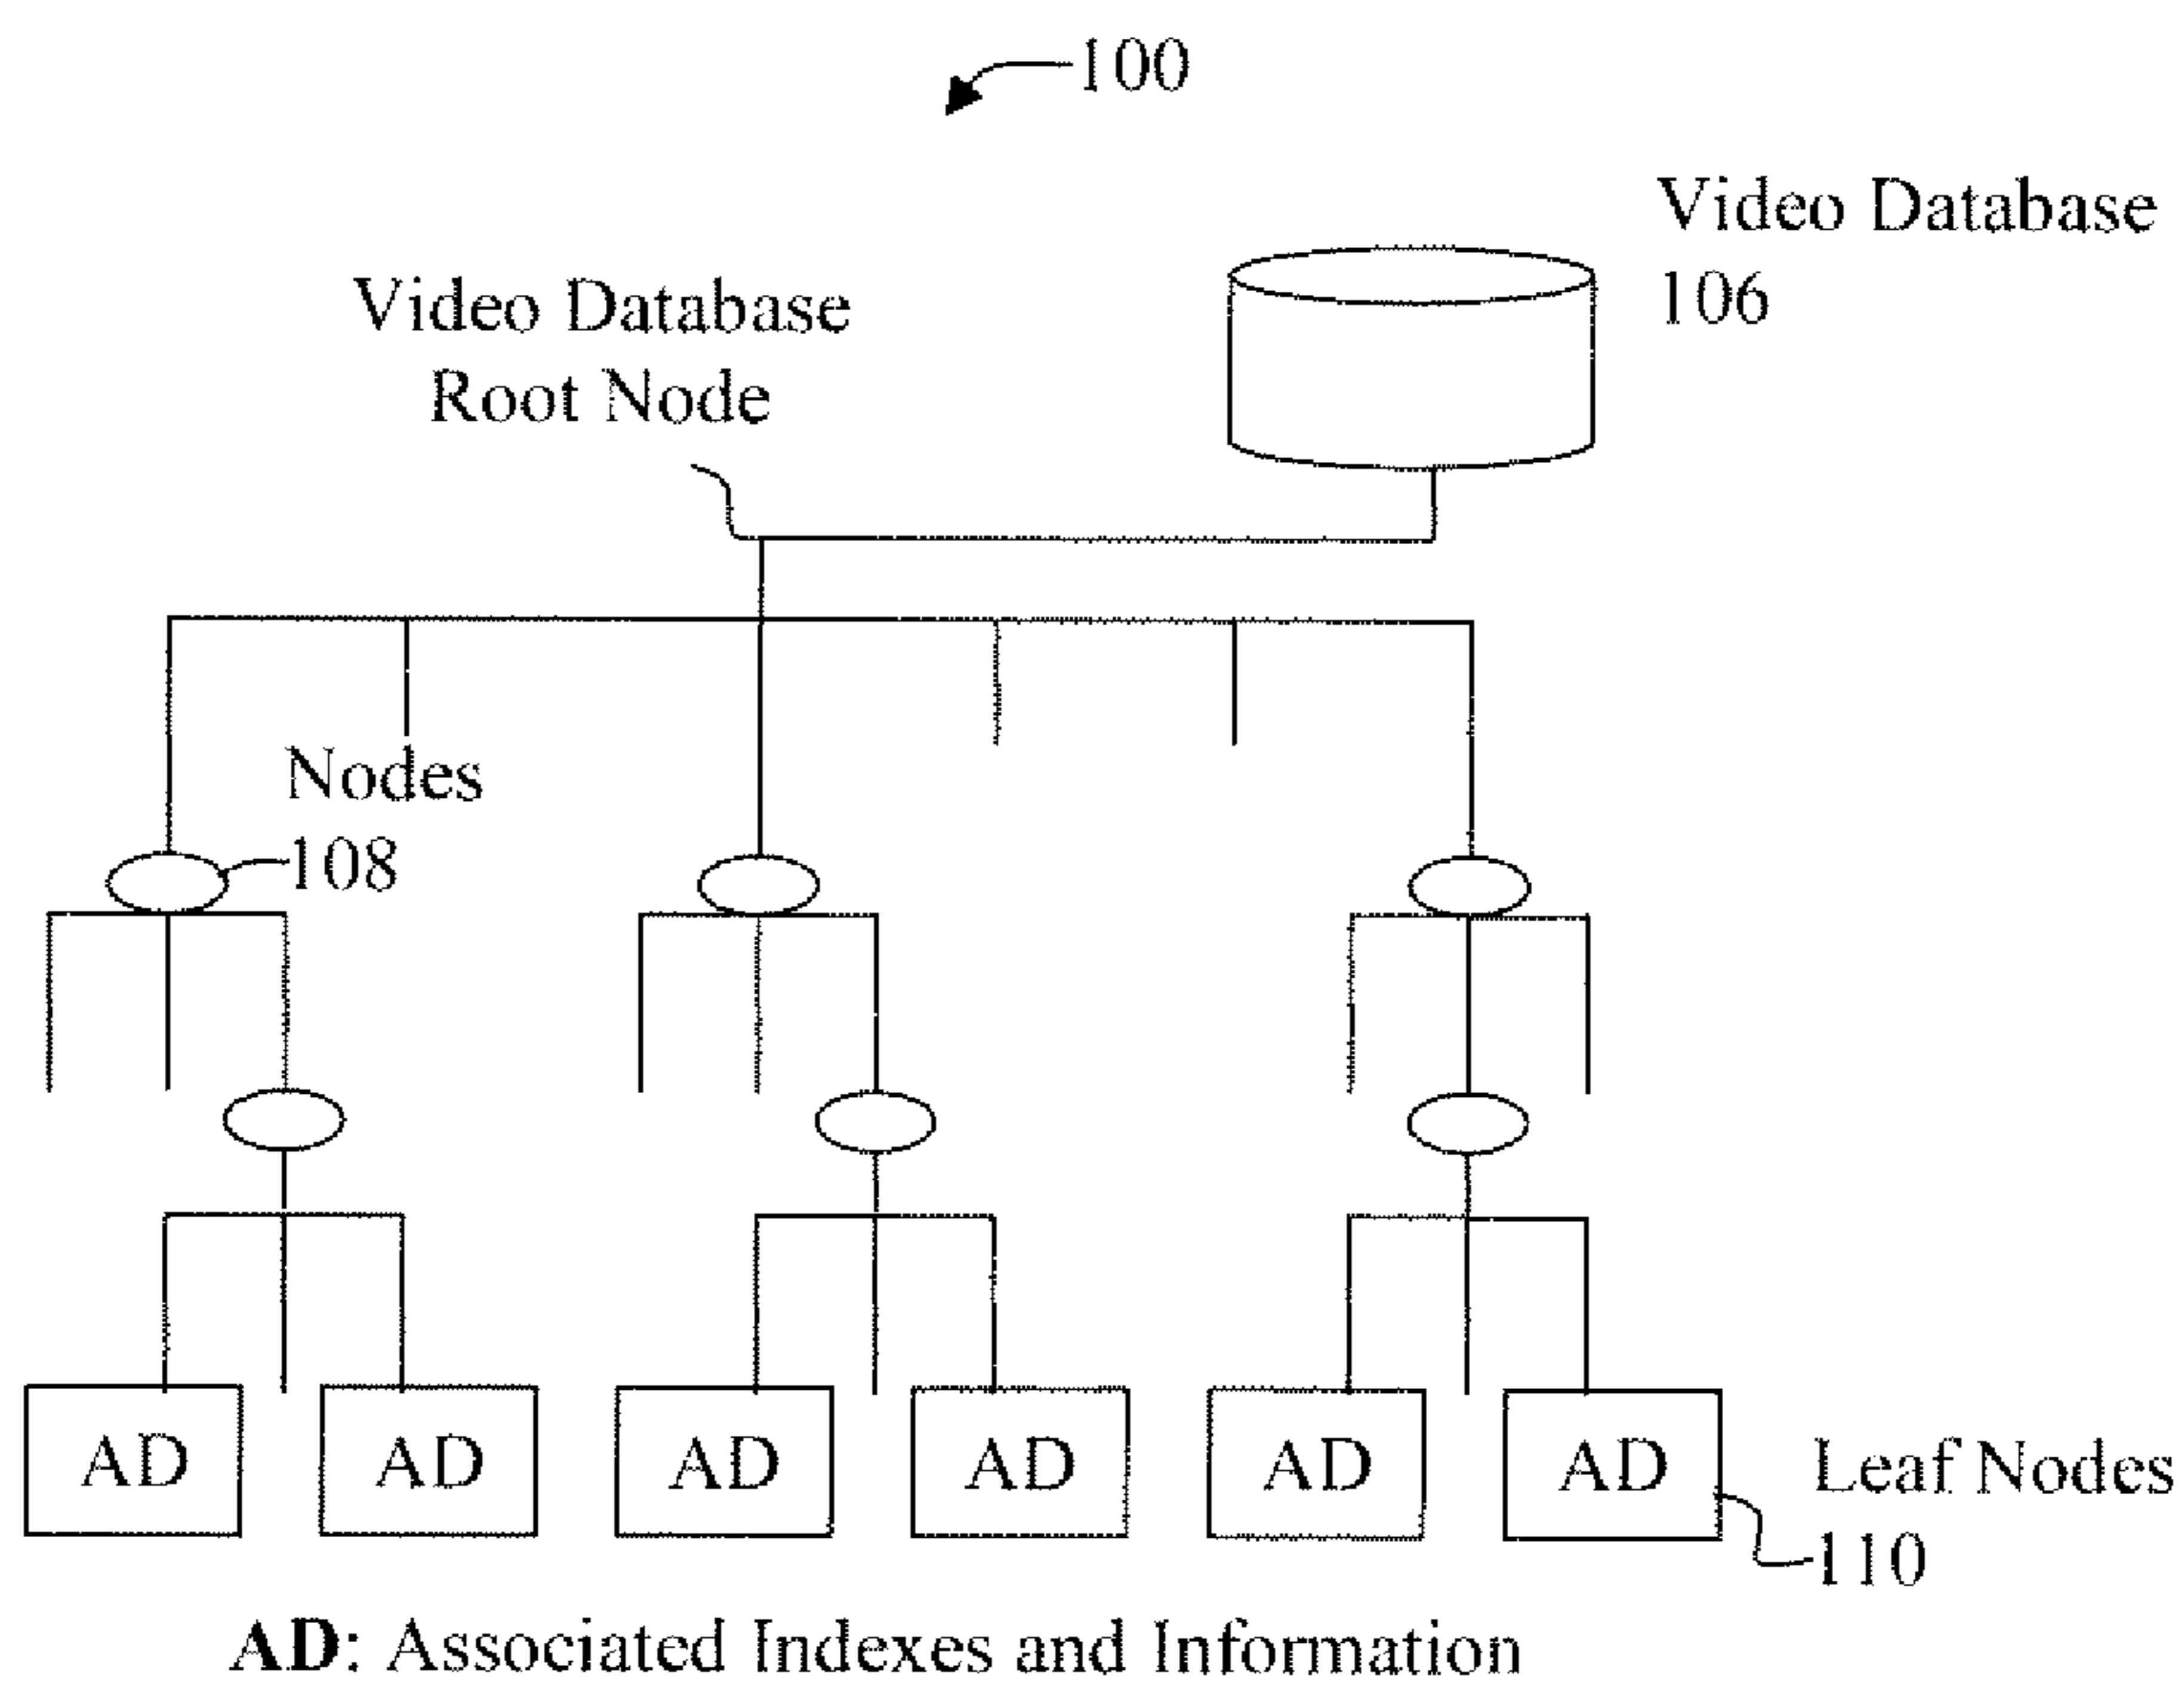 100
Video Database
106
Video Database
Root Node
Nodes
108
AD AD AD AD AD AD
Leaf Nodes
110
AD: Associated Indexes and Information